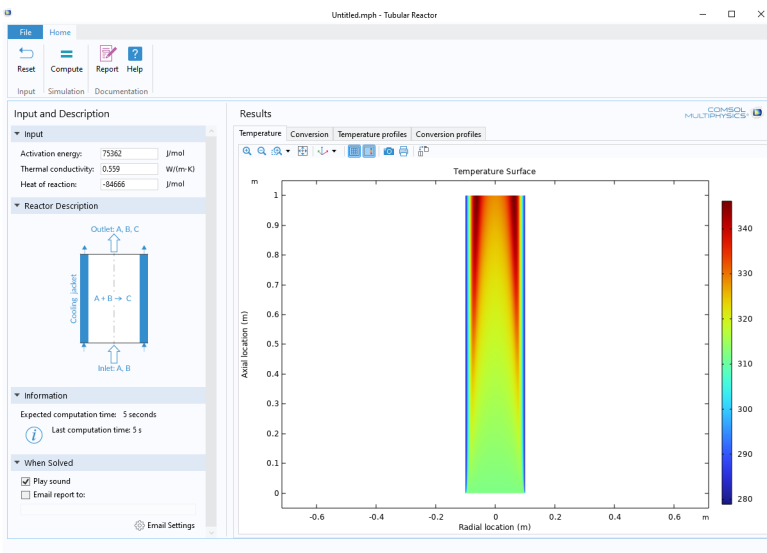 Untitled.mph - Tubular Reactor
File Home
Reset Compute Report Help
Input Simulation Documentation
Input and Description
Input
Activation energy: 75362 J/mol
Thermal conductivity: 0.559 W/(m·K)
Heat of reaction: -84666 J/mol
Reactor Description
Outlet: A, B, C
Cooling jacket
A + B → C
Inlet: A, B
Information
Expected computation time: 5 seconds
i
Last computation time: 5 s
When Solved
Play sound
Email report to:
Email Settings
Results
COMSOL
MULTIPHYSICS®
Temperature Conversion Temperature profiles Conversion profiles
Temperature Surface
m
1
0.9
0.8
0.7
0.6
0.5
0.4
0.3
0.2
0.1
0
Axial location (m)
-0.6 -0.4 -0.2 0 0.2 0.4 0.6 m
Radial location (m)
340
330
320
310
300
290
280